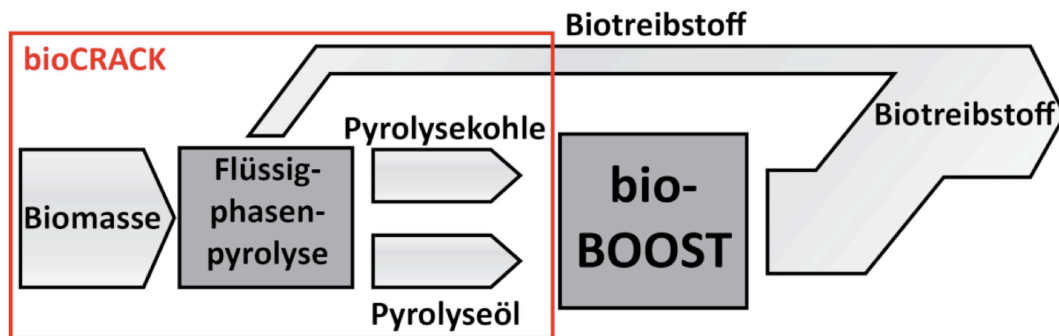 Biotreibstoff
bioCRACK
Biotreibstoff
Pyrolysekohle
Flüssig-
phasen-
pyrolyse
Biomasse
bio-
BOOST
Pyrolyseöl